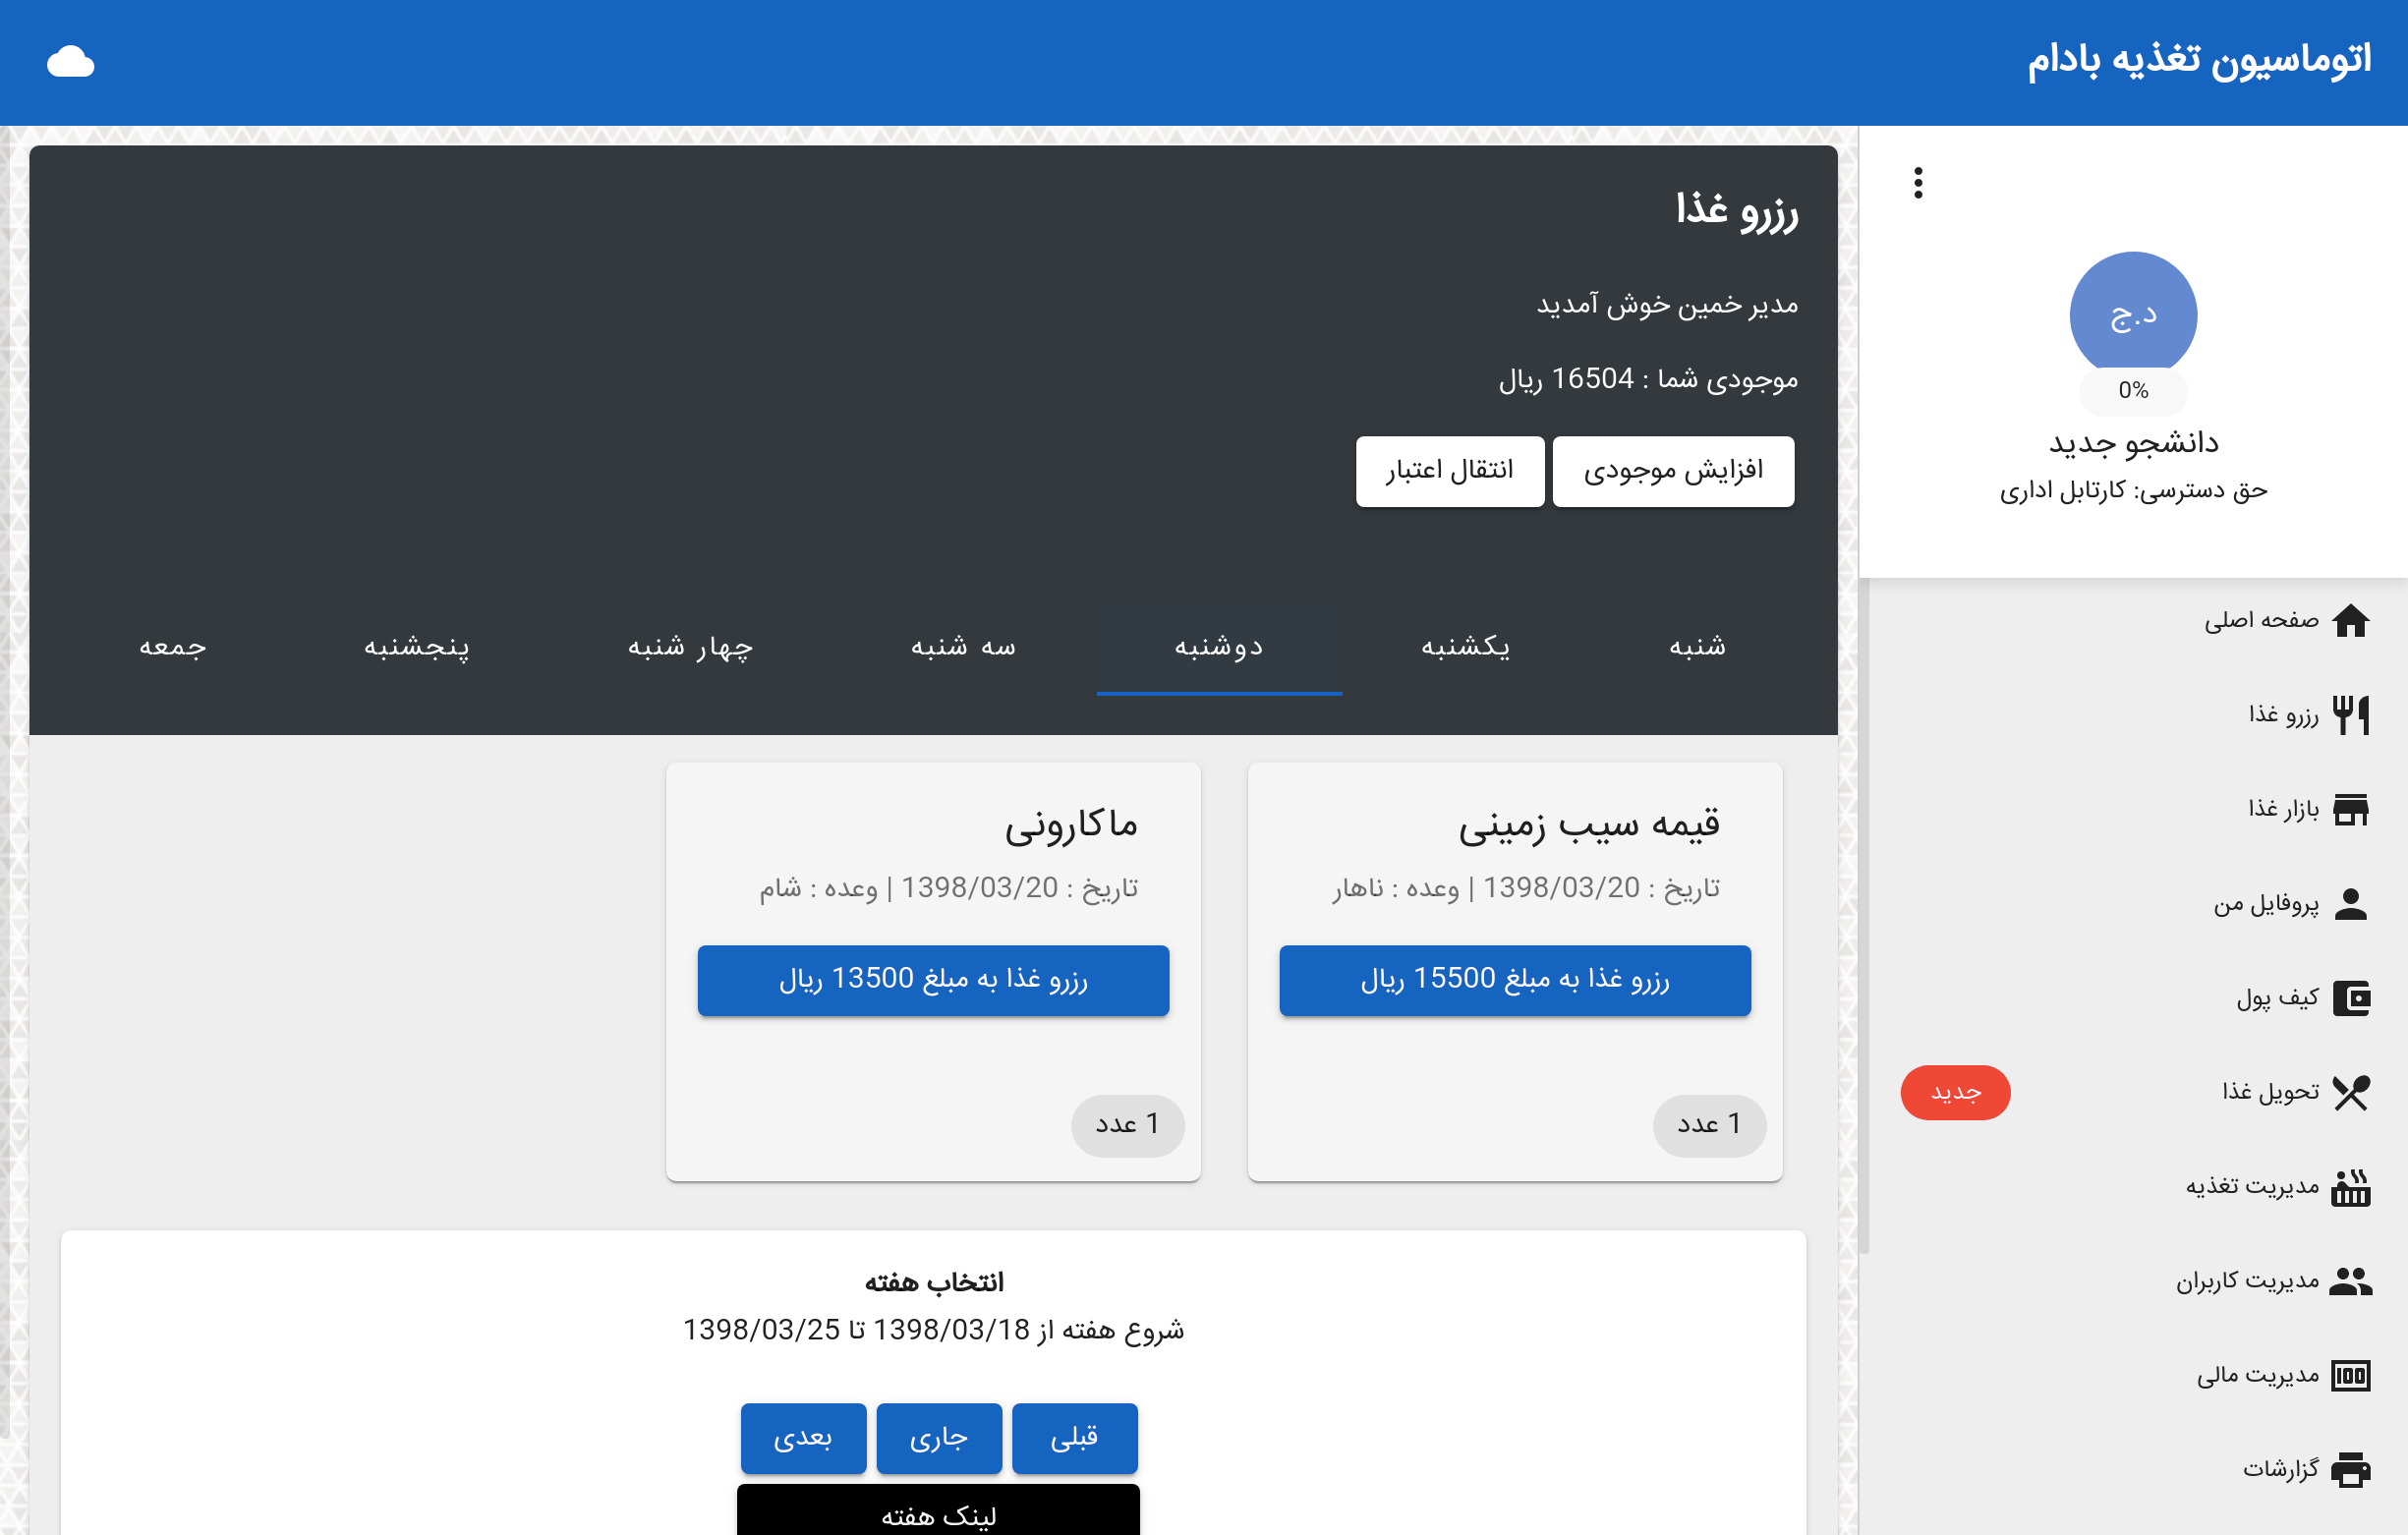 اتوماسیون تغذیه بادام
د.ج
0%
دانشجو جدید
حق دسترسی: کارتابل اداری
صفحه اصلی
رزرو غذا
بازار غذا
پروفایل من
کیف پول
تحویل غذا
جدید
مدیریت تغذیه
مدیریت کاربران
مدیریت مالی
گزارشات
رزرو غذا
مدیر خمین خوش آمدید
موجودی شما : 16504 ریال
افزایش موجودی
انتقال اعتبار
شنبه
یکشنبه
دوشنبه
سه شنبه
چهار شنبه
پنجشنبه
جمعه
قیمه سیب زمینی
تاریخ : 1398/03/20 | وعده : ناهار
رزرو غذا به مبلغ 15500 ریال
1 عدد
ماکارونی
تاریخ : 1398/03/20 | وعده : شام
رزرو غذا به مبلغ 13500 ریال
1 عدد
انتخاب هفته
شروع هفته از 1398/03/18 تا 1398/03/25
قبلی
جاری
بعدی
لینک هفته